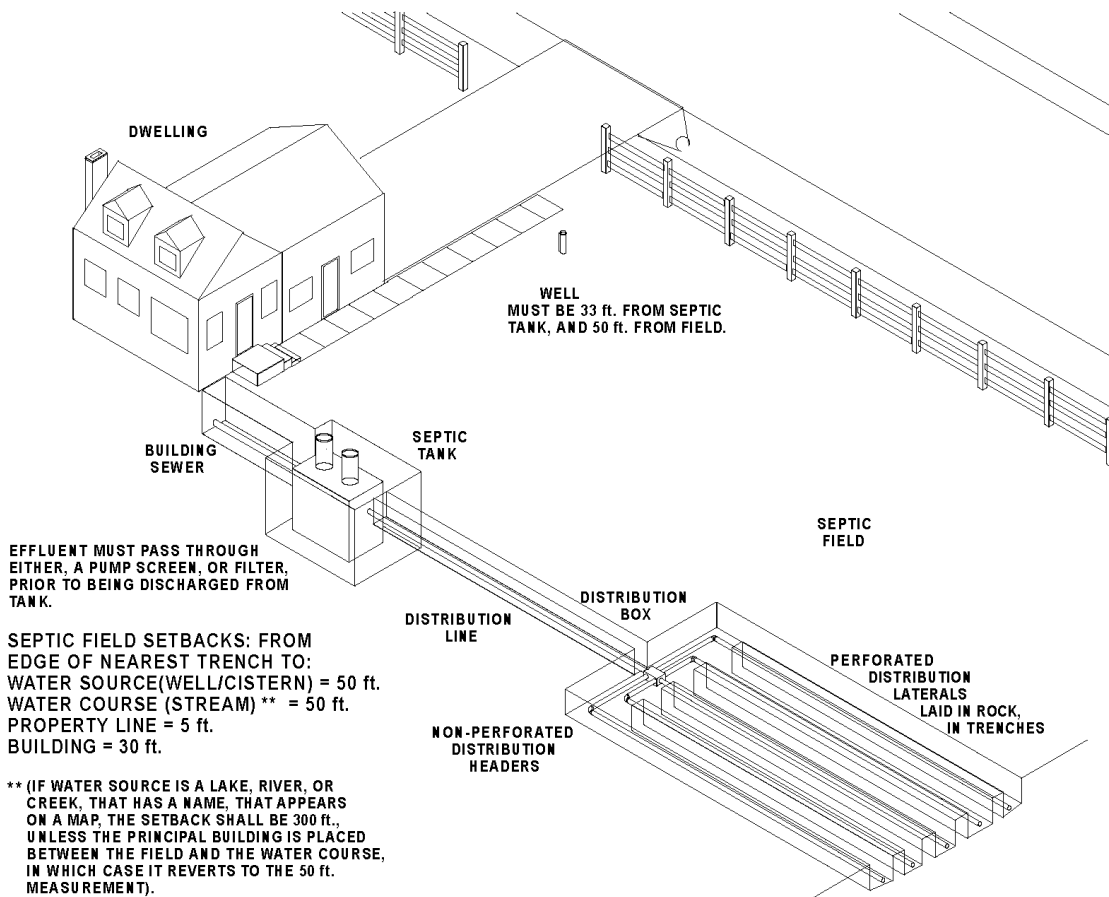 DWELLING
WELL
MUST BE 33 ft. FROM SEPTIC
TANK, AND 50 ft. FROM FIELD.
BUILDING
SEWER
SEPTIC
TANK
SEPTIC
FIELD
EFFLUENT MUST PASS THROUGH
EITHER, A PUMP SCREEN, OR FILTER,
PRIOR TO BEING DISCHARGED FROM
TANK.
DISTRIBUTION
LINE
DISTRIBUTION
BOX
SEPTIC FIELD SETBACKS: FROM
EDGE OF NEAREST TRENCH TO:
WATER SOURCE(WELL/CISTERN) = 50 ft.
WATER COURSE (STREAM) ** = 50 ft.
PROPERTY LINE = 5 ft.
BUILDING = 30 ft.
PERFORATED
DISTRIBUTION
LATERALS
LAID IN ROCK,
IN TRENCHES
NON-PERFORATED
DISTRIBUTION
HEADERS
** (IF WATER SOURCE IS A LAKE, RIVER, OR
CREEK, THAT HAS A NAME, THAT APPEARS
ON A MAP, THE SETBACK SHALL BE 300 ft.,
UNLESS THE PRINCIPAL BUILDING IS PLACED
BETWEEN THE FIELD AND THE WATER COURSE,
IN WHICH CASE IT REVERTS TO THE 50 ft.
MEASUREMENT).